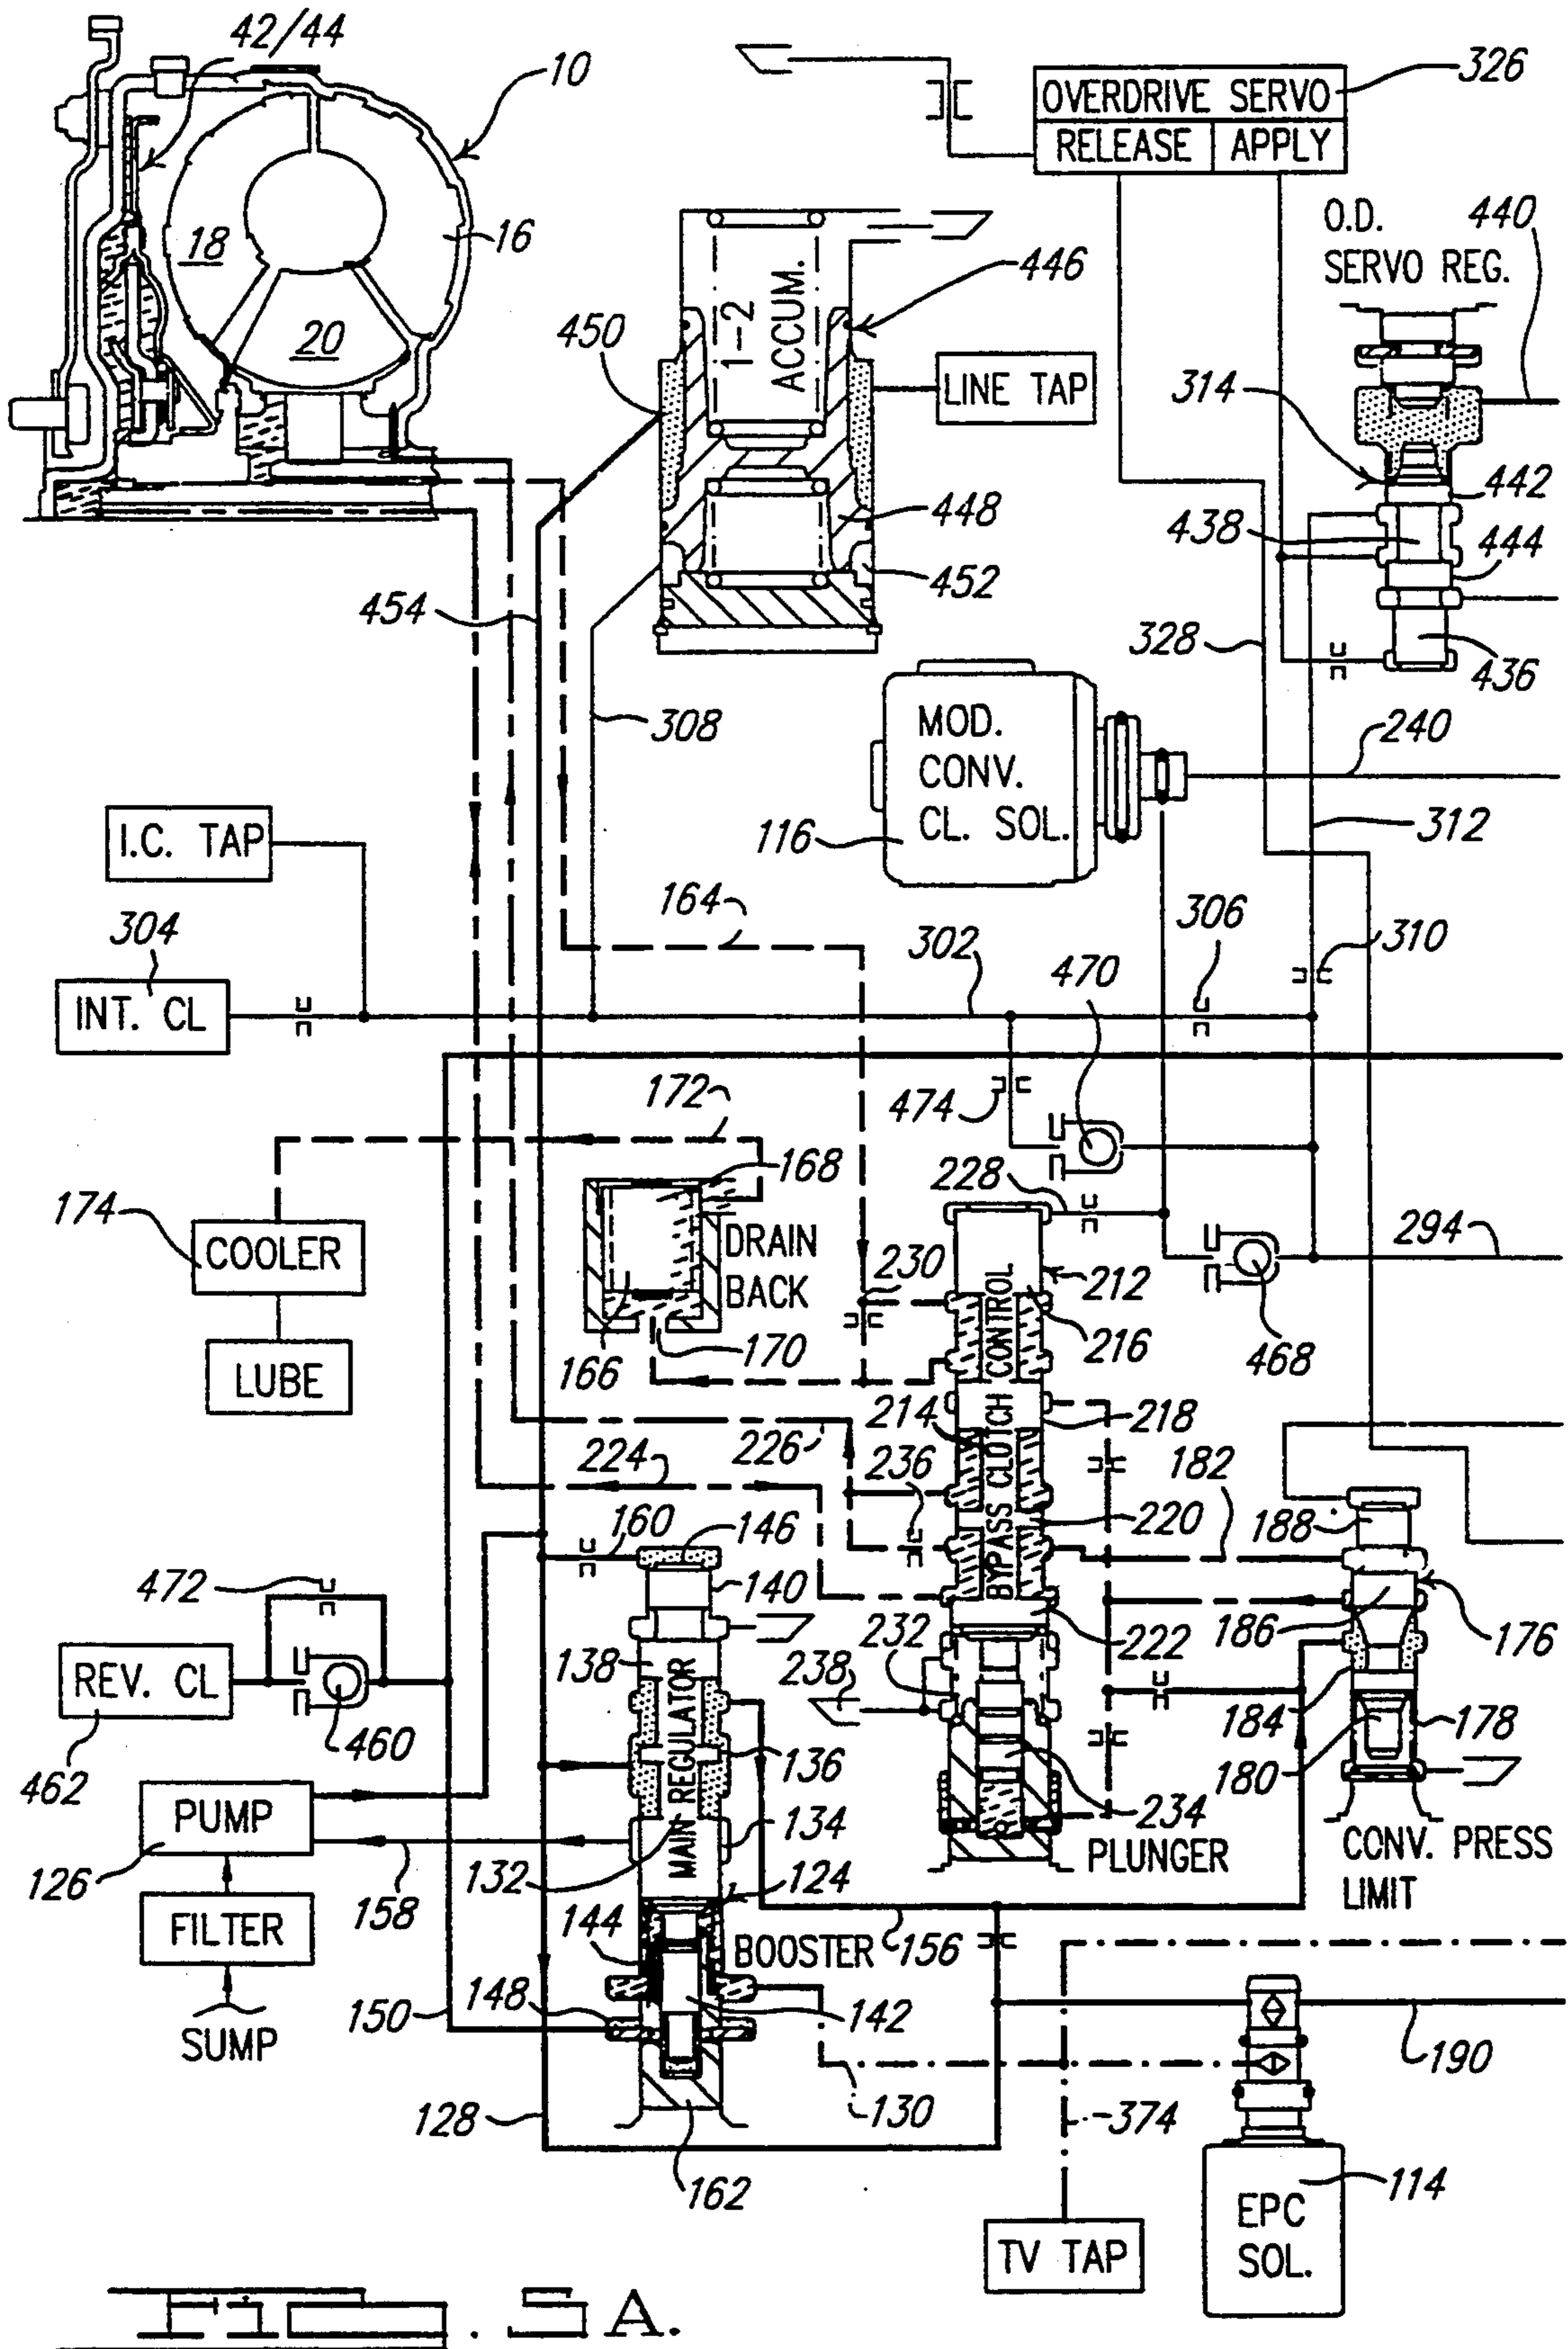 42/44
10
326
OVERDRIVE SERVO
RELEASE APPLY
O.D.
SERVO REG.
440
18
16
20
1-2
ACCUM.
446
450
LINE TAP
314
442
438
444
448
452
454
328
436
308
MOD.
CONV.
CL. SOL.
116
240
312
I.C. TAP
164
306
304
302
470
310
INT. CL
474
172
168
228
174
COOLER
DRAIN
BACK
294
230
212
LUBE
166
170
216
468
BYPASS CLUTCH CONTROL
214
218
226
224
236
182
160
146
220
188
472
140
186
176
222
232
REV. CL
138
238
184
178
460
MAIN REGULATOR
136
180
462
PUMP
234
134
PLUNGER
126
132
CONV. PRESS
LIMIT
124
158
FILTER
144
BOOSTER
156
148
142
150
SUMP
190
130
128
374
162
114
EPC
SOL.
TV TAP
FIG. 5A.